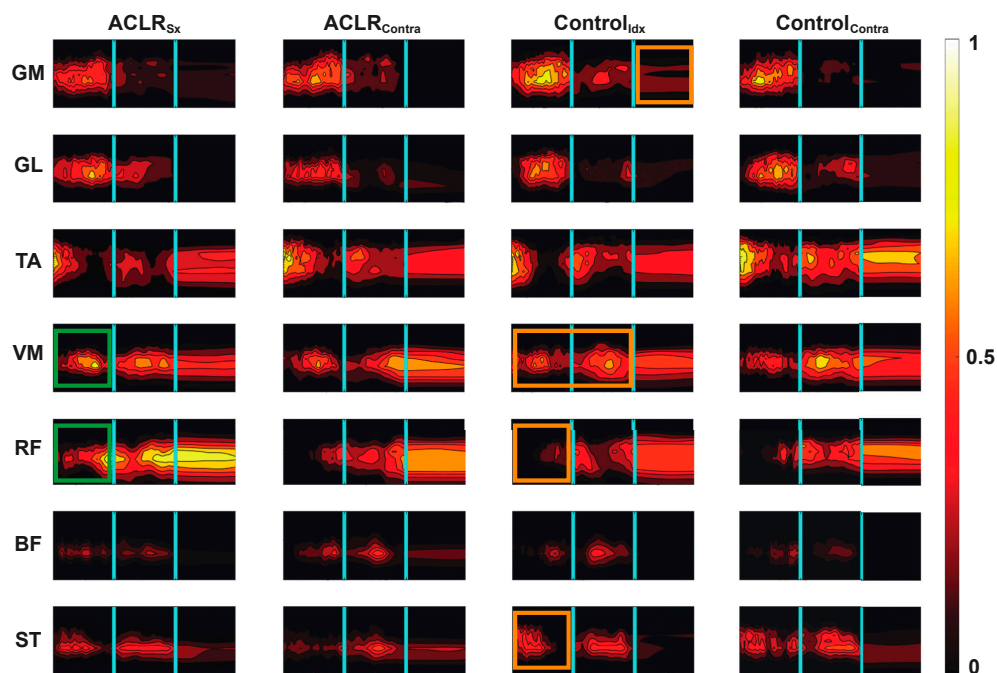 ACLRSx ACLRContra ControlIdx ControlContra
1
GM
GL
TA
VM
0.5
RF
BF
ST
0